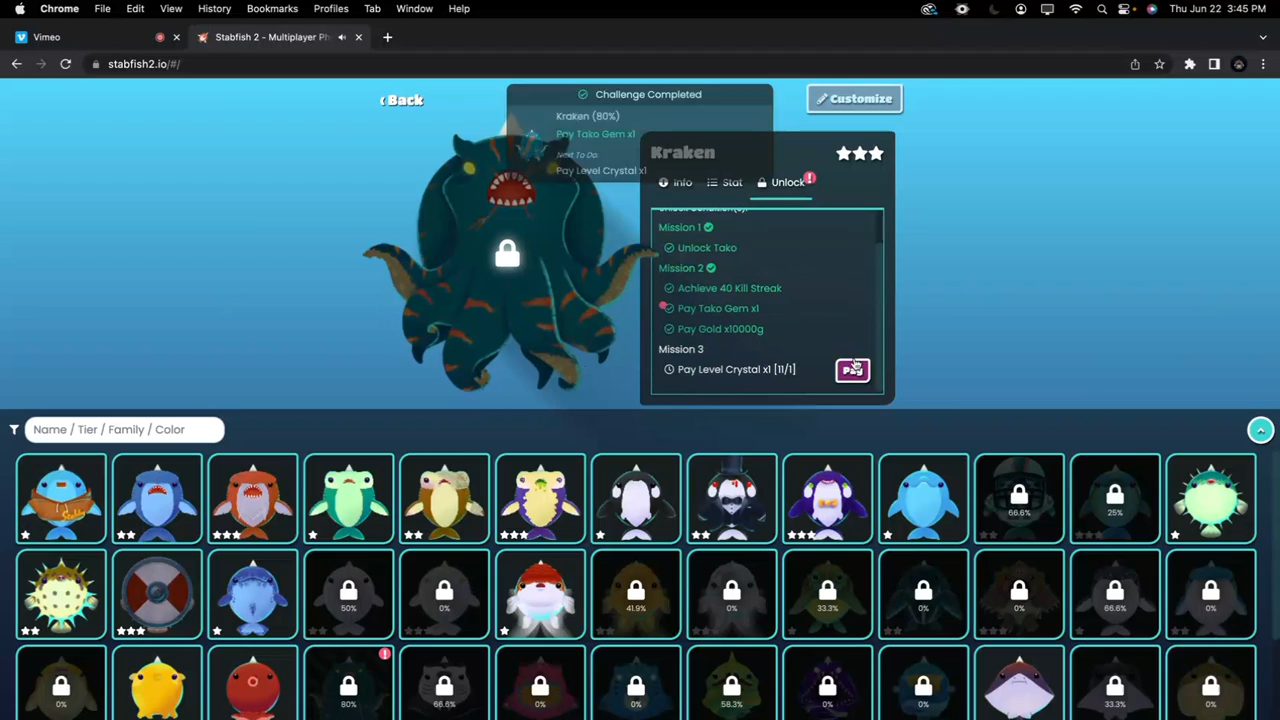 Chrome File Edit View History Bookmarks Profiles Tab Window Help Thu Jun 22 3:45 PM
Vimeo Stabfish 2 - Multiplayer Ph
stabfish2.io/#/
Back
Challenge Completed
Kraken (80%)
Pay Tako Gem x1
Next To Do:
Pay Level Crystal x1
Customize
Kraken
Info Stat Unlock
Unlock Condition(s):
Mission 1
Unlock Tako
Mission 2
Achieve 40 Kill Streak
Pay Tako Gem x1
Pay Gold x10000g
Mission 3
Pay Level Crystal x1 [11/1] Pay
Name / Tier / Family / Color
66.6% 25%
50% 0% 41.9% 0% 33.3% 0% 0% 66.6% 0%
0% 80% 66.6% 0% 0% 58.3% 0% 0% 33.3% 0%